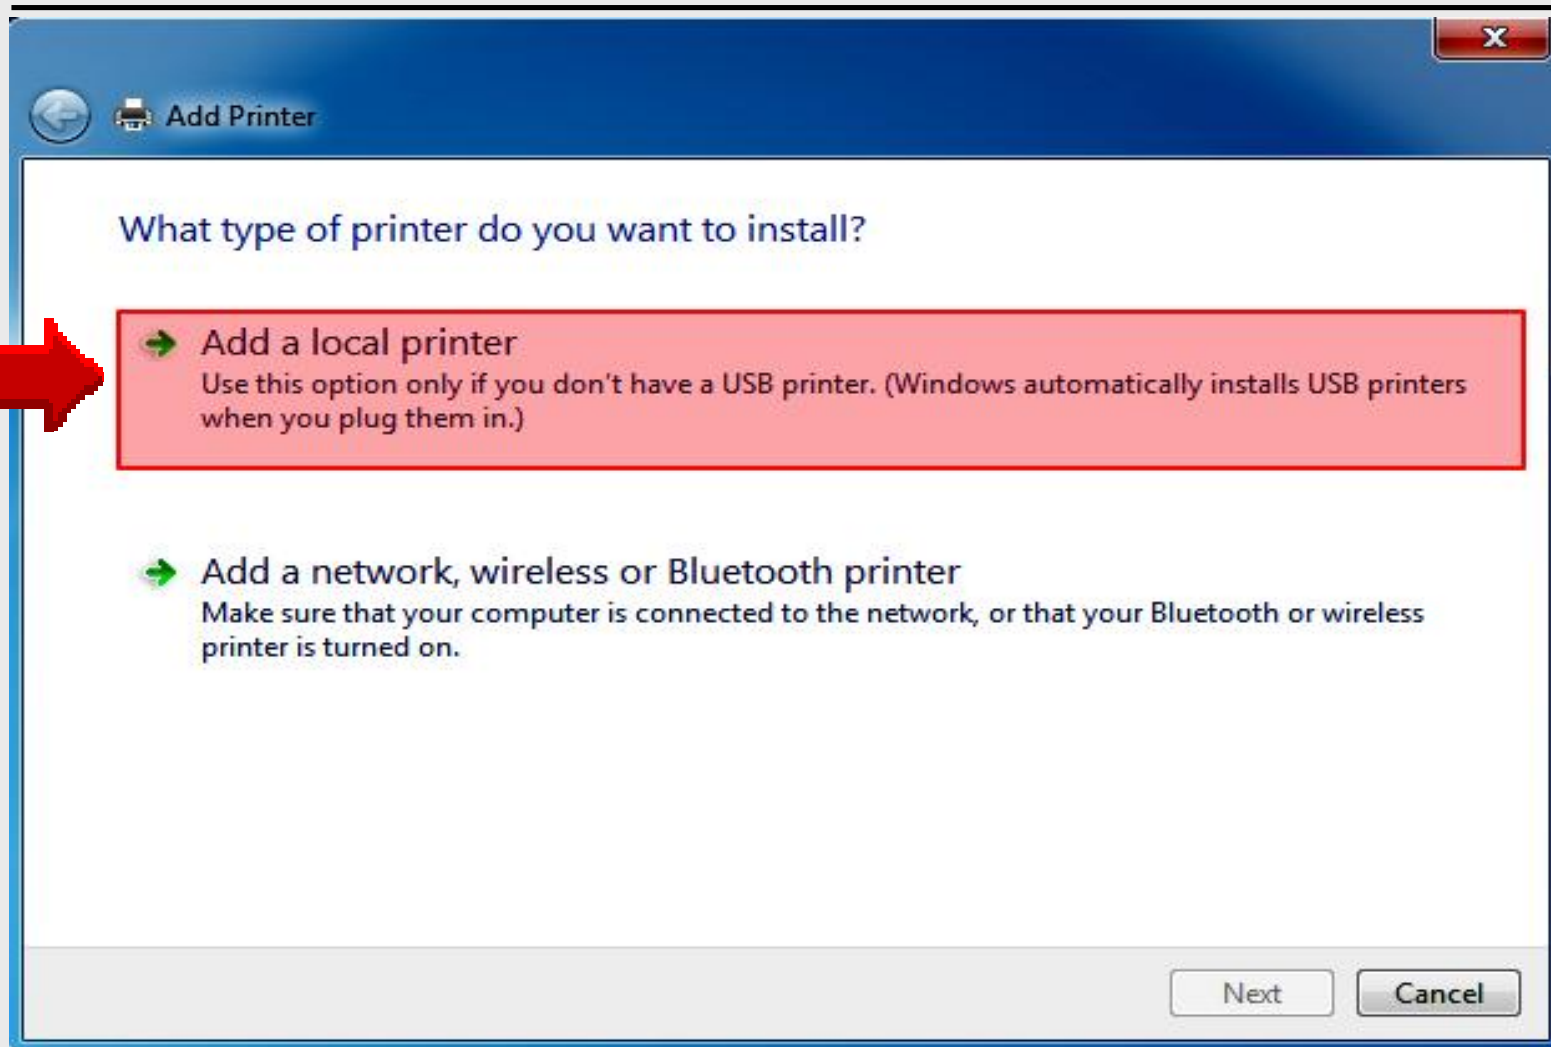 Add Printer
What type of printer do you want to install?
Add a local printer
Use this option only if you don't have a USB printer. (Windows automatically installs USB printers
when you plug them in.)
Add a network, wireless or Bluetooth printer
Make sure that your computer is connected to the network, or that your Bluetooth or wireless
printer is turned on.
Next Cancel